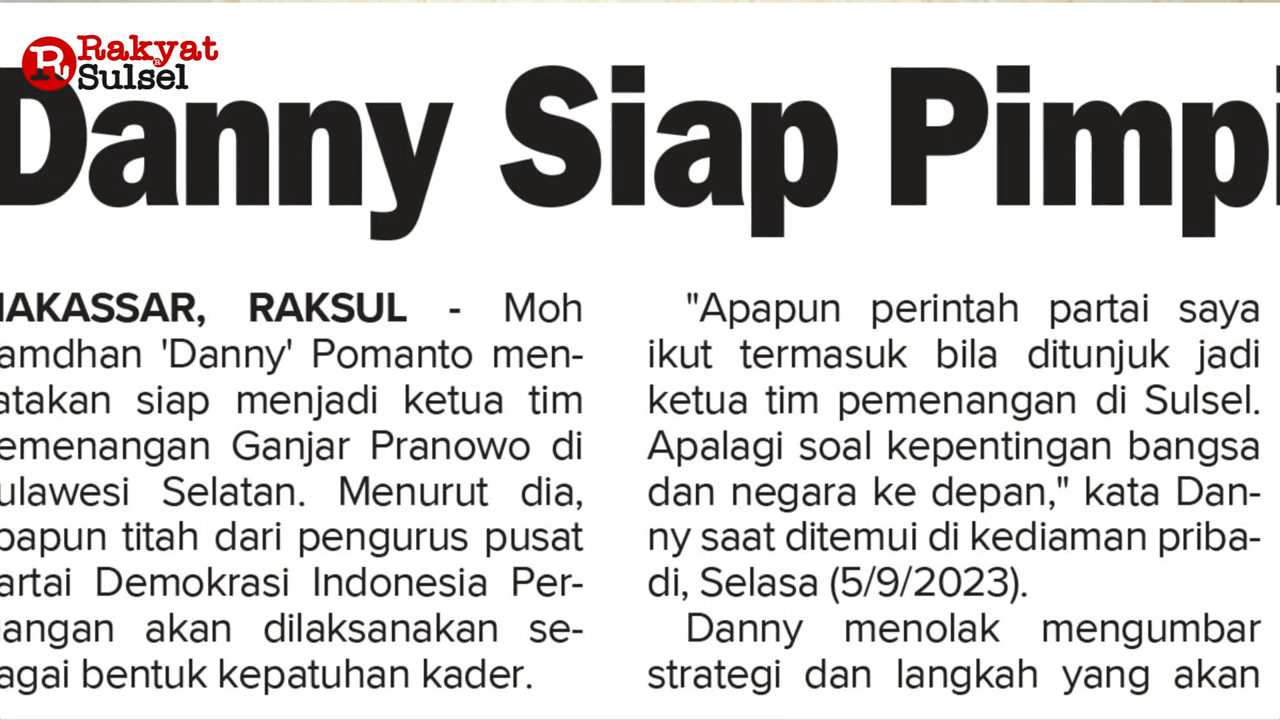 Rakyat
Sulsel
Danny Siap Pimpi
MAKASSAR, RAKSUL - Moh
amdhan 'Danny' Pomanto men-
atakan siap menjadi ketua tim
emenangan Ganjar Pranowo di
ulawesi Selatan. Menurut dia,
papun titah dari pengurus pusat
artai Demokrasi Indonesia Per-
uangan akan dilaksanakan se-
agai bentuk kepatuhan kader.
"Apapun perintah partai saya
ikut termasuk bila ditunjuk jadi
ketua tim pemenangan di Sulsel.
Apalagi soal kepentingan bangsa
dan negara ke depan," kata Dan-
ny saat ditemui di kediaman priba-
di, Selasa (5/9/2023).
Danny menolak mengumbar
strategi dan langkah yang akan